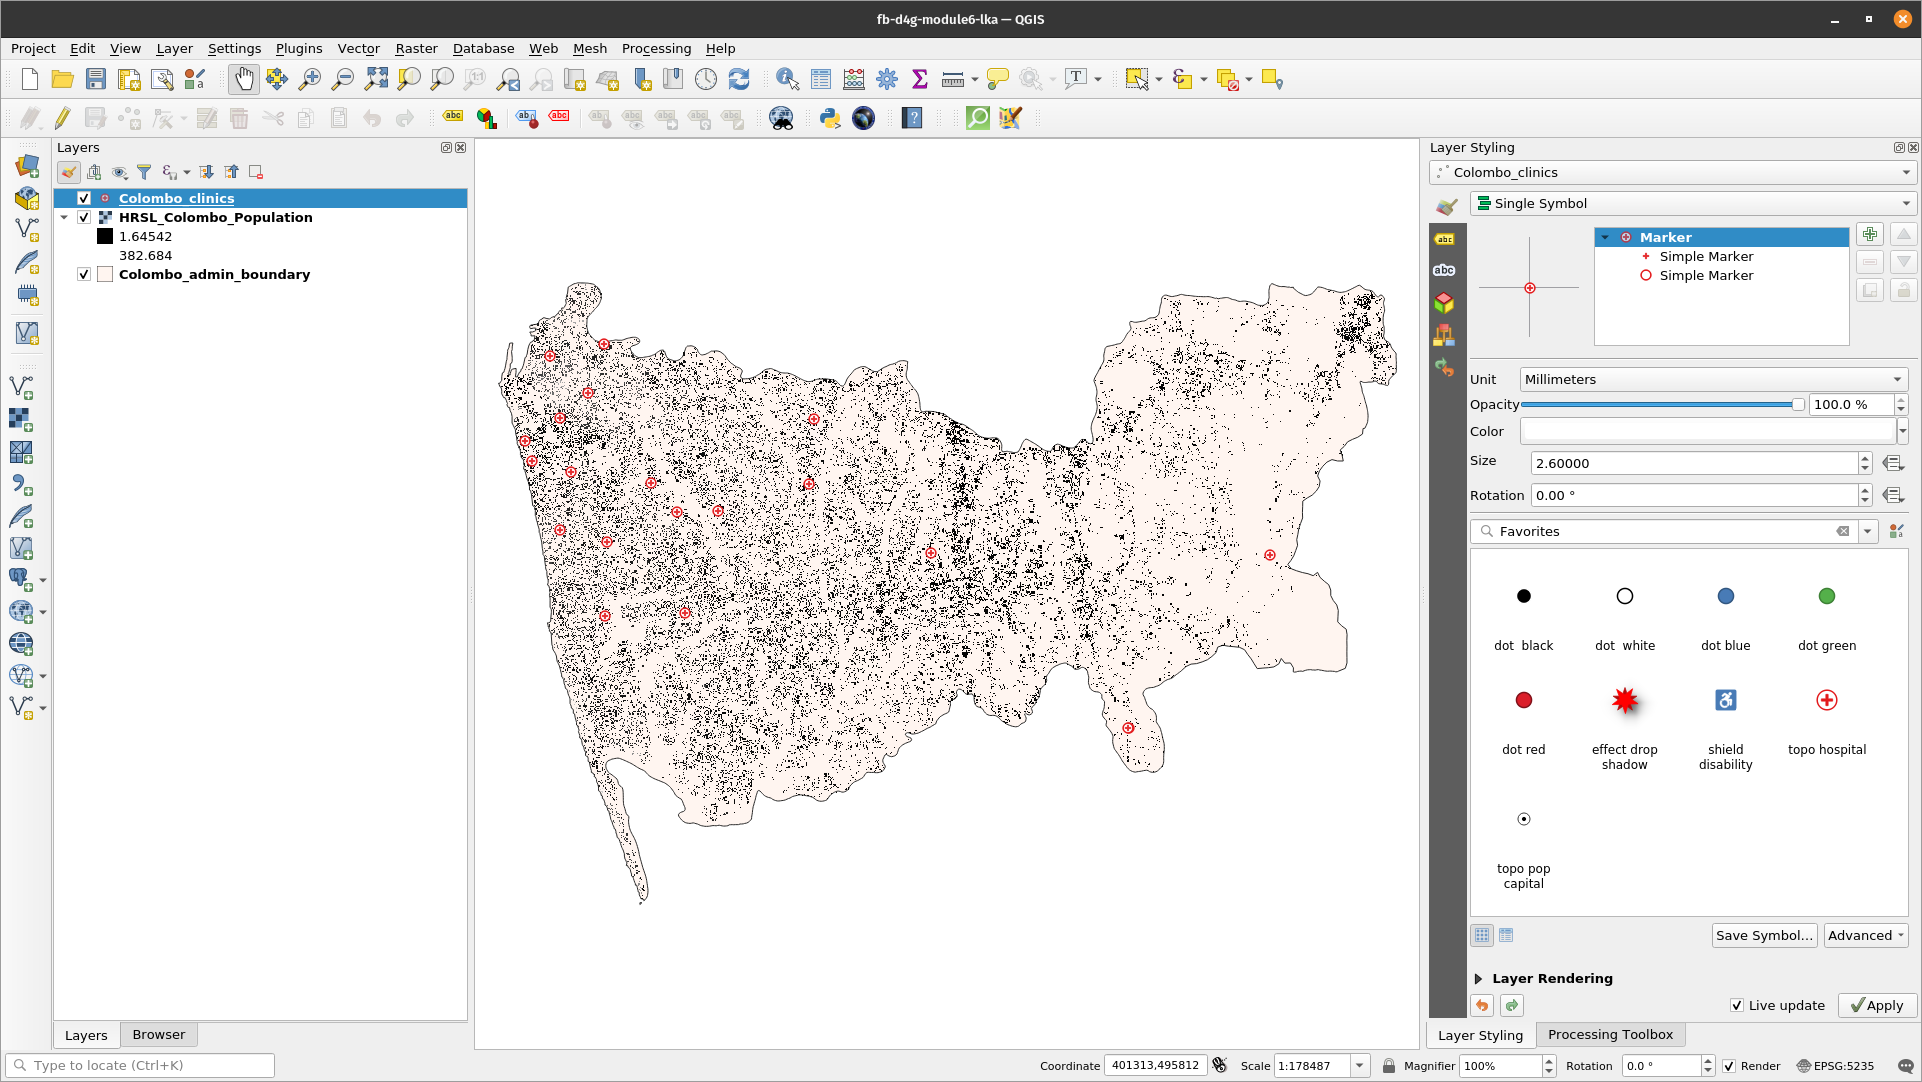 fb-d4g-module6-lka — QGIS
Project Edit View Layer Settings Plugins Vector Raster Database Web Mesh Processing Help
Layers
Colombo_clinics
HRSL_Colombo_Population
1.64542
382.684
Colombo_admin_boundary
Layers Browser
Layer Styling
Colombo_clinics
Single Symbol
Marker
Simple Marker
Simple Marker
Unit Millimeters
Opacity 100.0 %
Color
Size 2.60000
Rotation 0.00 °
Favorites
dot  black dot  white dot blue dot green
dot red effect drop shadow shield disability topo hospital
topo pop capital
Save Symbol... Advanced
Layer Rendering
Live update Apply
Layer Styling Processing Toolbox
Type to locate (Ctrl+K) Coordinate 401313,495812 Scale 1:178487 Magnifier 100% Rotation 0.0 ° Render EPSG:5235